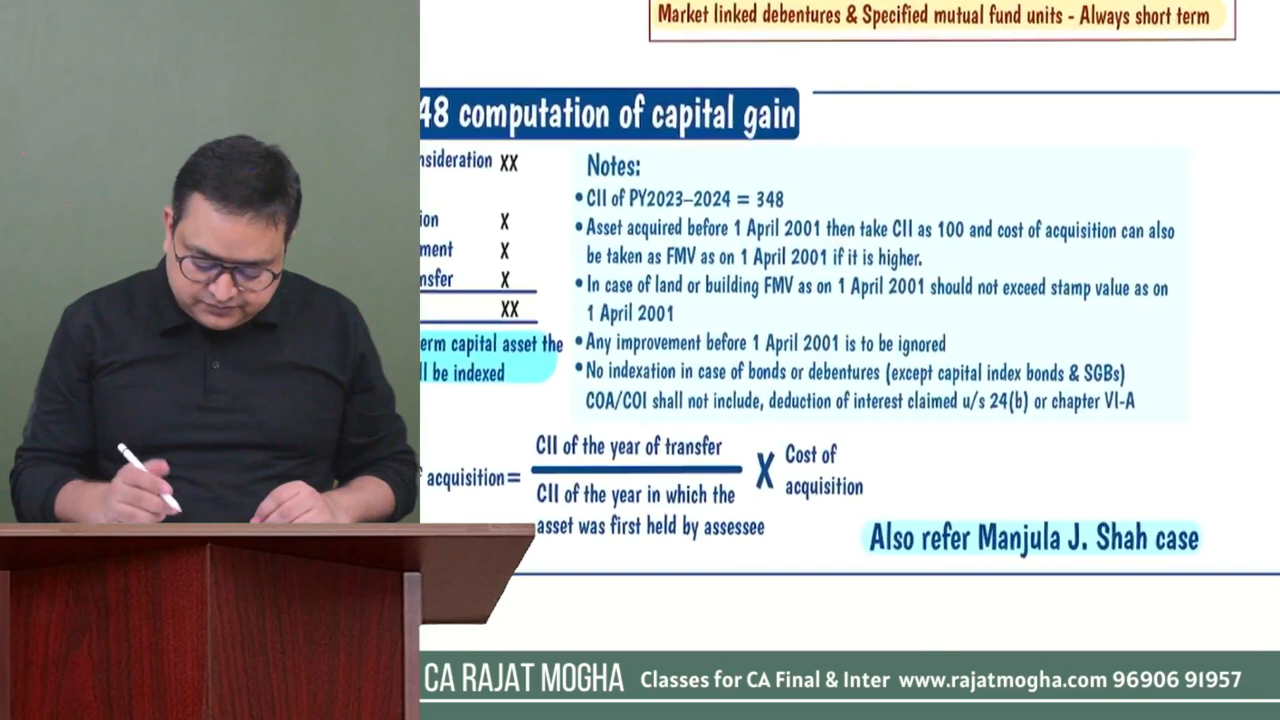 Market linked debentures & Specified mutual fund units - Always short term
48 computation of capital gain
nsideration XX
ion X
ment X
nsfer X
XX
erm capital asset the
ll be indexed
Notes:
• CII of PY2023–2024 = 348
• Asset acquired before 1 April 2001 then take CII as 100 and cost of acquisition can also
be taken as FMV as on 1 April 2001 if it is higher.
• In case of land or building FMV as on 1 April 2001 should not exceed stamp value as on
1 April 2001
• Any improvement before 1 April 2001 is to be ignored
• No indexation in case of bonds or debentures (except capital index bonds & SGBs)
COA/COI shall not include, deduction of interest claimed u/s 24(b) or chapter VI-A
acquisition =
CII of the year of transfer
CII of the year in which the
asset was first held by assessee
X
Cost of
acquisition
Also refer Manjula J. Shah case
CA RAJAT MOGHA Classes for CA Final & Inter www.rajatmogha.com 96906 91957